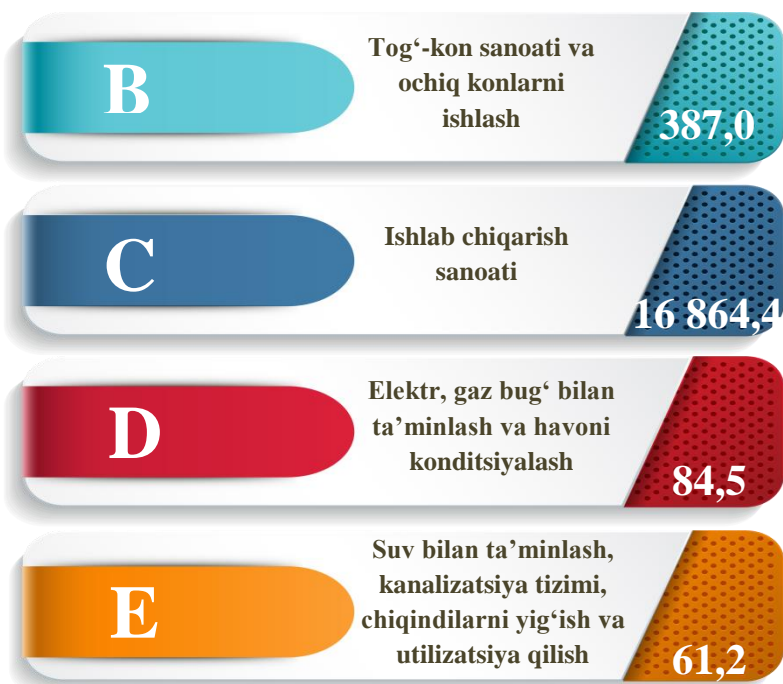 B
Tog‘-kon sanoati va
ochiq konlarni
ishlash
387,0
C
Ishlab chiqarish
sanoati
16 864,4
D
Elektr, gaz bug‘ bilan
ta’minlash va havoni
konditsiyalash
84,5
E
Suv bilan ta’minlash,
kanalizatsiya tizimi,
chiqindilarni yig‘ish va
utilizatsiya qilish
61,2